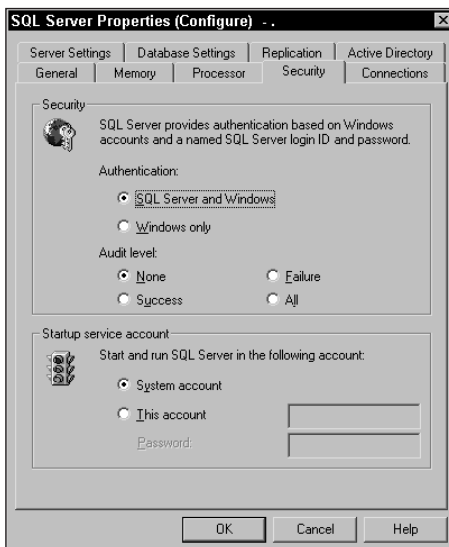 SQL Server Properties (Configure) - .
Server Settings Database Settings Replication Active Directory
General Memory Processor Security Connections
Security
SQL Server provides authentication based on Windows
accounts and a named SQL Server login ID and password.
Authentication:
SQL Server and Windows
Windows only
Audit level:
None Failure
Success All
Startup service account
Start and run SQL Server in the following account:
System account
This account
Password:
OK Cancel Help